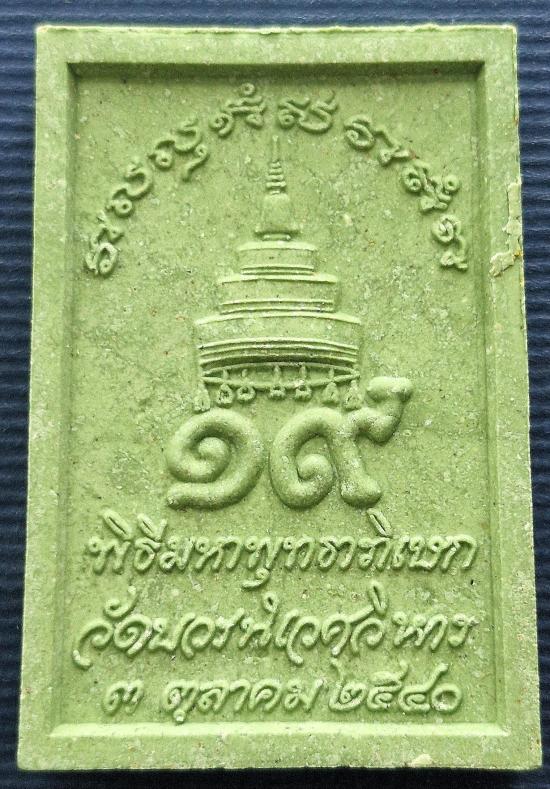 ๑๙
พิธีมหาพุทธาภิเษก
วัดบวรนิเวศวิหาร
๓ ตุลาคม ๒๕๔๐